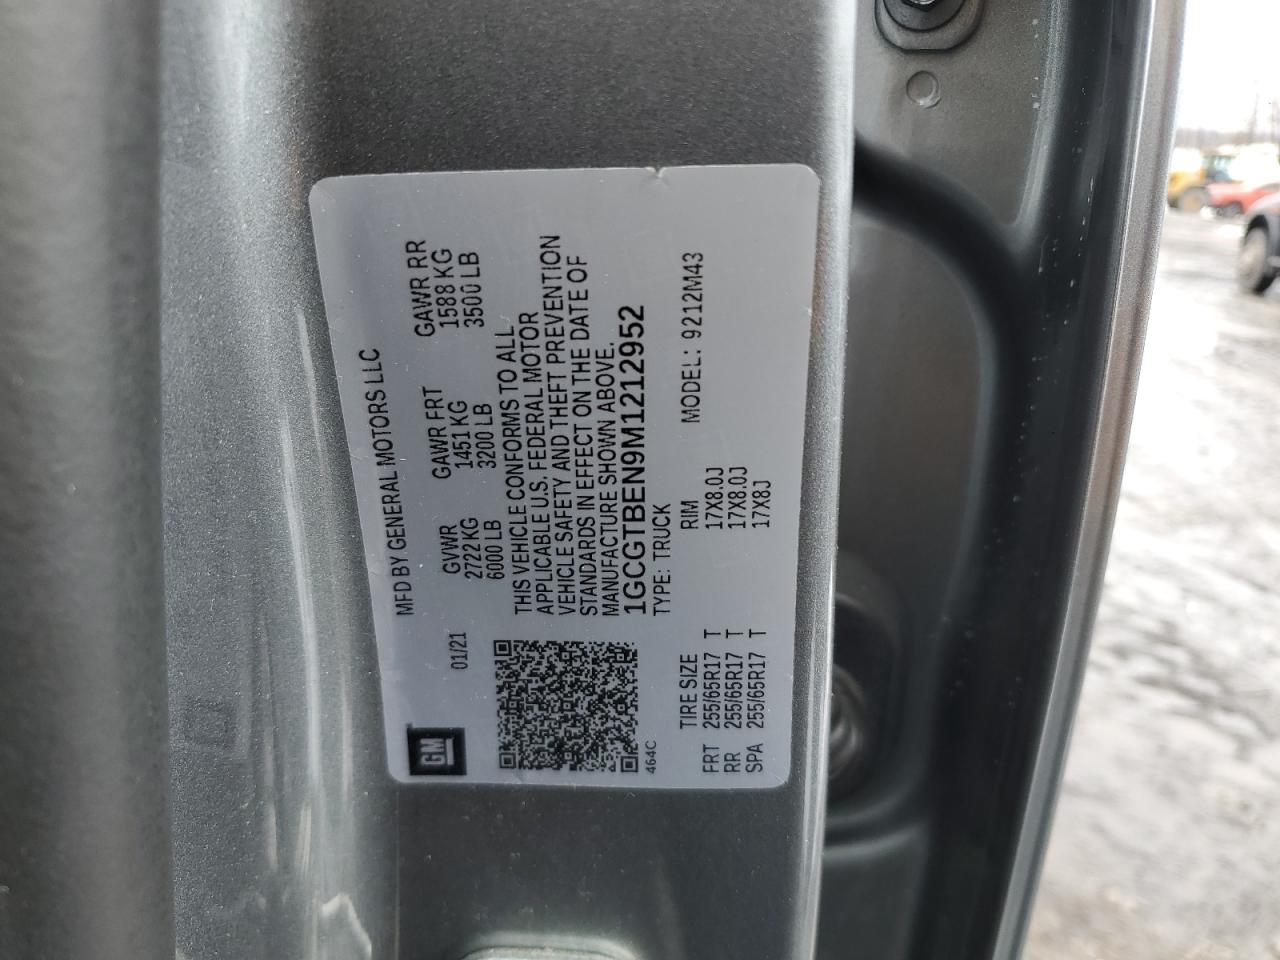 MFD BY GENERAL MOTORS LLC
01/21
GVWR GAWR FRT GAWR RR
2722 KG 1451 KG 1588 KG
6000 LB 3200 LB 3500 LB
THIS VEHICLE CONFORMS TO ALL
APPLICABLE U.S. FEDERAL MOTOR
VEHICLE SAFETY AND THEFT PREVENTION
STANDARDS IN EFFECT ON THE DATE OF
MANUFACTURE SHOWN ABOVE.
1GCGTBEN9M1212952
TYPE: TRUCK
MODEL: 9212M43
GM
464C
TIRE SIZE RIM
FRT 255/65R17 T 17X8.0J
RR 255/65R17 T 17X8.0J
SPA 255/65R17 T 17X8J